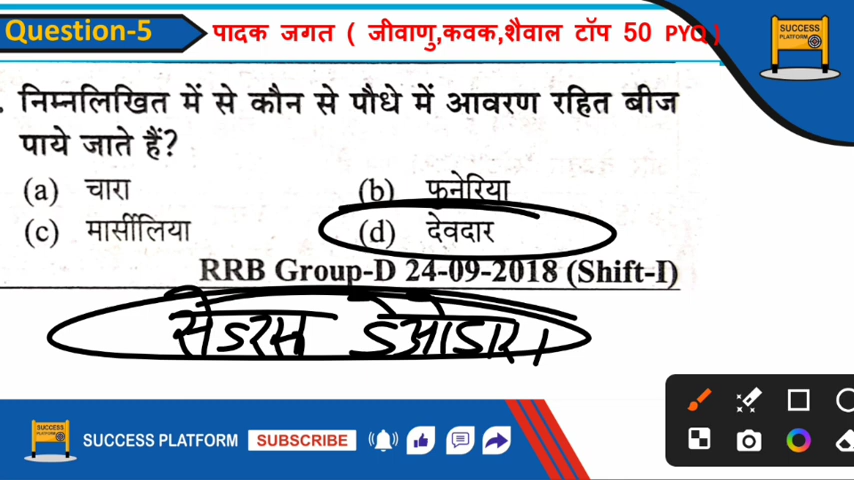 Question-5
पादक जगत ( जीवाणु,कवक,शैवाल टॉप 50 PYQ)
SUCCESS
PLATFORM
. निम्नलिखित में से कौन से पौधे में आवरण रहित बीज
पाये जाते हैं?
(a) चारा (b) फनेरिया
(c) मार्सीलिया (d) देवदार
RRB Group-D 24-09-2018 (Shift-I)
सेडरस
SUCCESS
PLATFORM
SUCCESS PLATFORM SUBSCRIBE